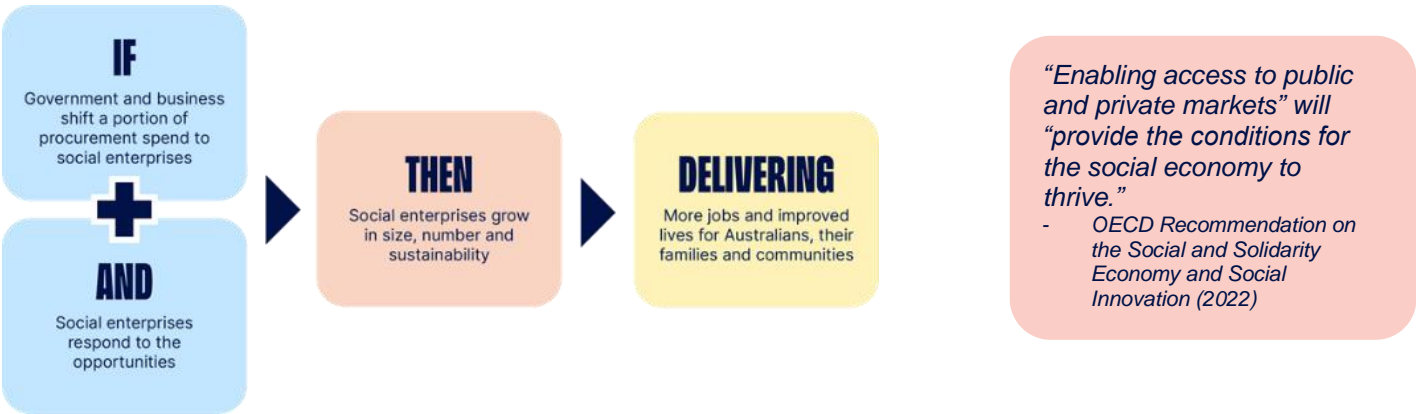 IF
Government and business
shift a portion of
procurement spend to
social enterprises
AND
Social enterprises
respond to the
opportunities
THEN
Social enterprises grow
in size, number and
sustainability
DELIVERING
More jobs and improved
lives for Australians, their
families and communities
“Enabling access to public
and private markets” will
“provide the conditions for
the social economy to
thrive.”
- OECD Recommendation on
the Social and Solidarity
Economy and Social
Innovation (2022)